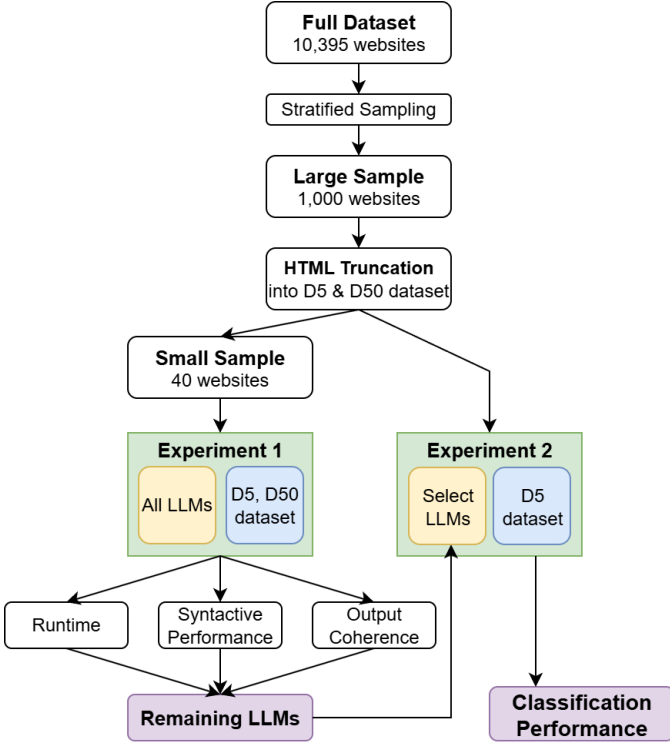 Full Dataset
10,395 websites
Stratified Sampling
Large Sample
1,000 websites
HTML Truncation
into D5 & D50 dataset
Small Sample
40 websites
Experiment 1
All LLMs
D5, D50
dataset
Experiment 2
Select
LLMs
D5
dataset
Runtime
Syntactive
Performance
Output
Coherence
Remaining LLMs
Classification
Performance